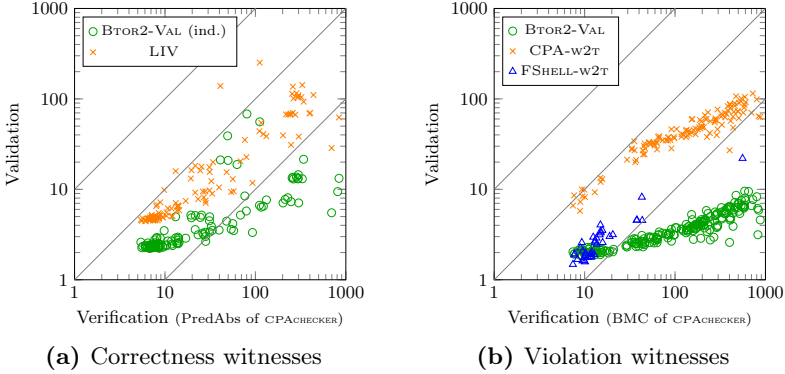 1000
100
10
1
1
10
100
1000
Validation
Verification (PredAbs of CPACHECKER)
BTOR2-VAL (ind.)
LIV
(a) Correctness witnesses
1000
100
10
1
1
10
100
1000
Validation
Verification (BMC of CPACHECKER)
BTOR2-VAL
CPA-W2T
FSHELL-W2T
(b) Violation witnesses